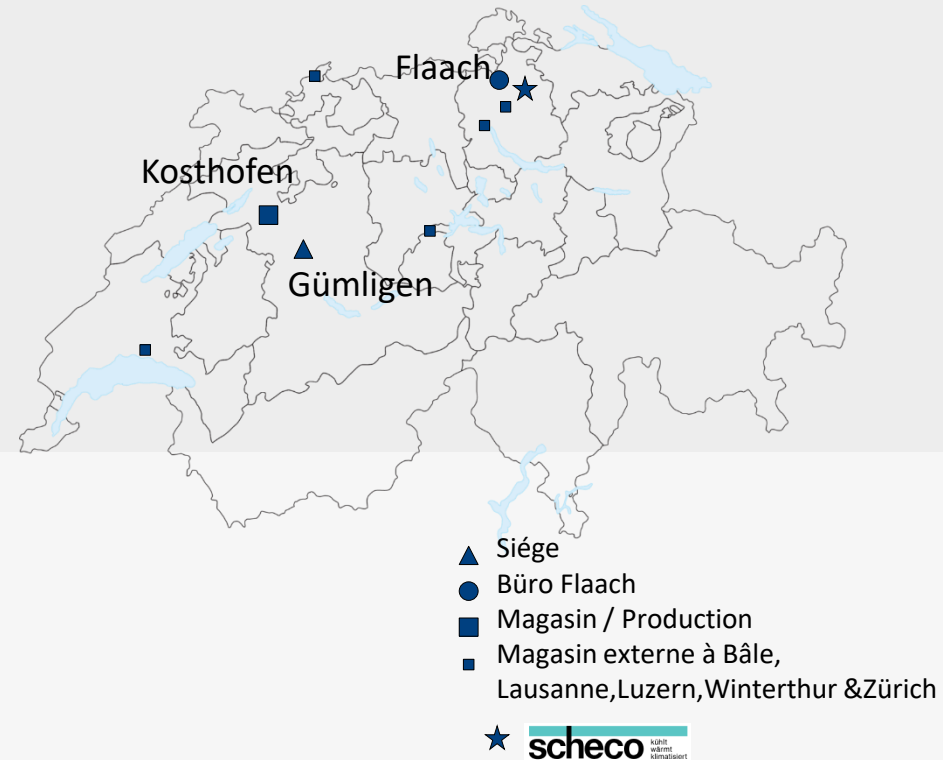 Flaach
Kosthofen
Gümligen
Siége
Büro Flaach
Magasin / Production
Magasin externe à Bâle,
Lausanne,Luzern,Winterthur &Zürich
scheco
kühlt
wärmt
klimatisiert